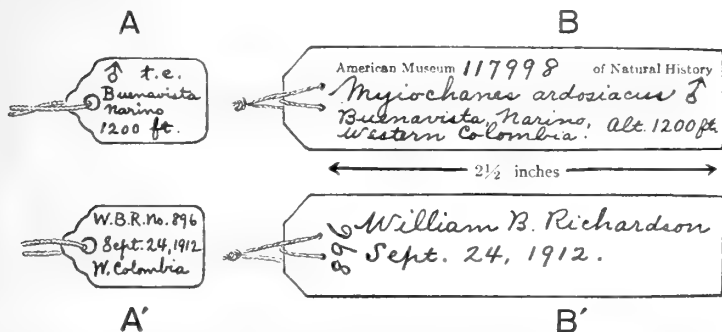 A
B
♂ t.e.
Buenavista
Narino
1200 ft.
American Museum 117998 of Natural History
Myiochanes ardosiacus ♂
Buenavista, Narino, Alt. 1200 ft.
Western Colombia.
2½ inches
W.B.R. No. 896
Sept. 24, 1912
W. Colombia
896
William B. Richardson
Sept. 24, 1912.
A'
B'